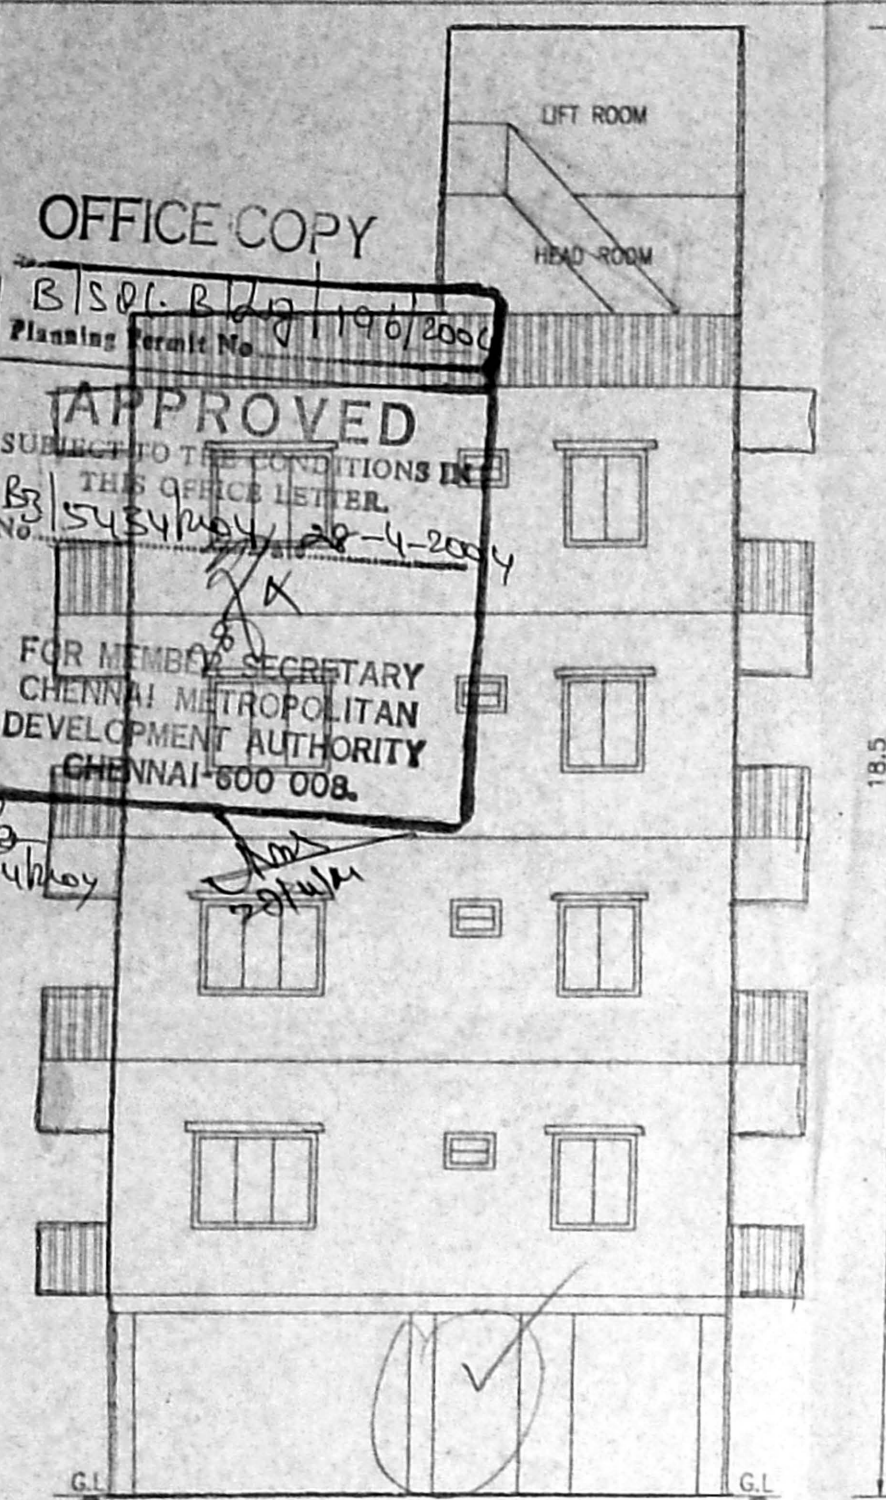 LIFT ROOM
HEAD ROOM
OFFICE COPY
B/Spl. B/ /196/2004
Planning Permit No
APPROVED
SUBJECT TO THE CONDITIONS IN
THIS OFFICE LETTER.
No B3/5434/2004 28-4-2004
FOR MEMBER SECRETARY
CHENNAI METROPOLITAN
DEVELOPMENT AUTHORITY
CHENNAI-600 008.
18.5
G.L
G.L